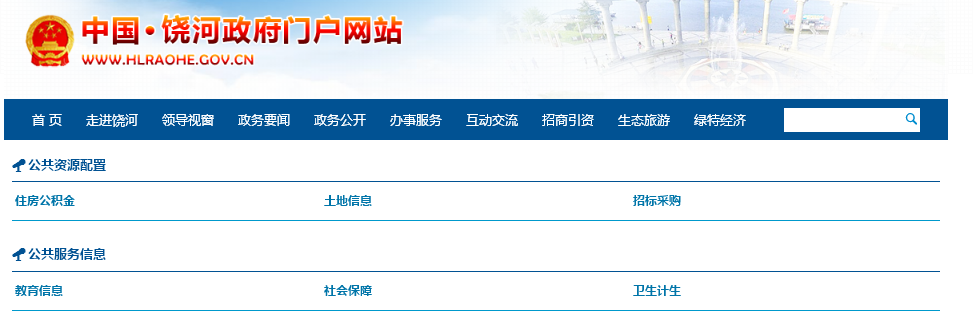 中国·饶河政府门户网站
WWW.HLRAOHE.GOV.CN
首 页 走进饶河 领导视窗 政务要闻 政务公开 办事服务 互动交流 招商引资 生态旅游 绿特经济
公共资源配置
住房公积金 土地信息 招标采购
公共服务信息
教育信息 社会保障 卫生计生